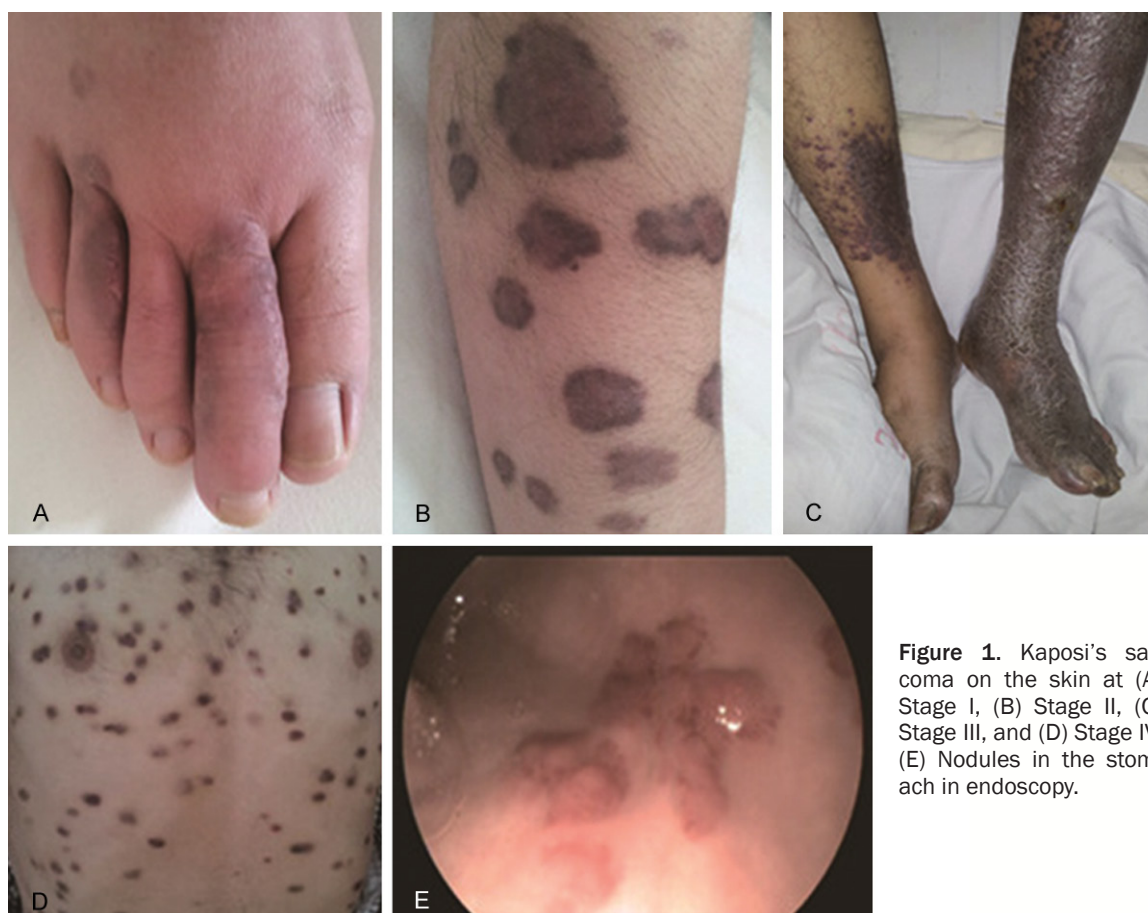 A
B
C
D
E
Figure 1. Kaposi's sa
coma on the skin at (A
Stage I, (B) Stage II, (C
Stage III, and (D) Stage IV
(E) Nodules in the stom
ach in endoscopy.